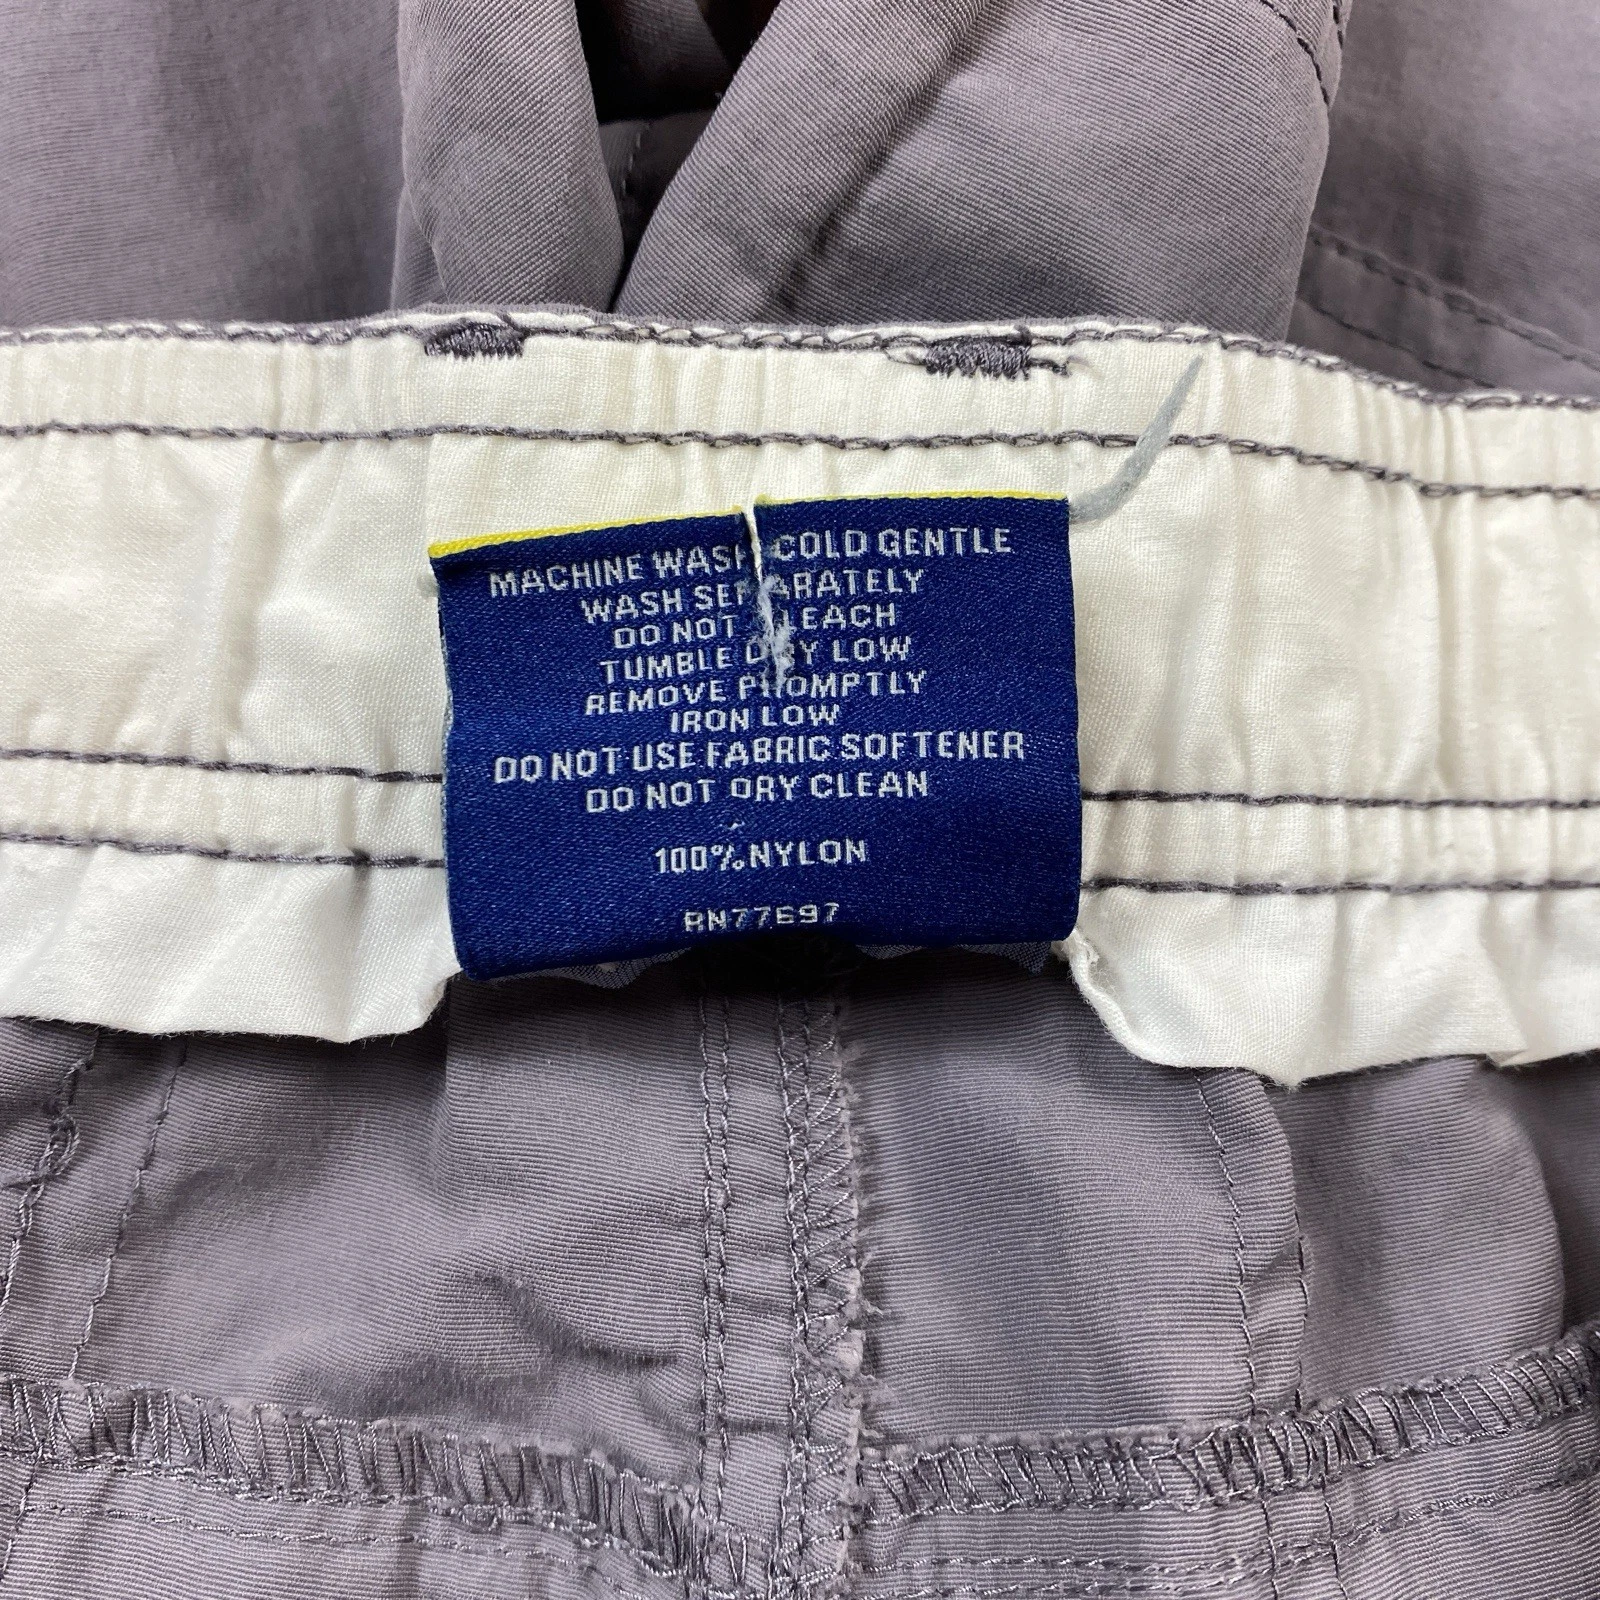 MACHINE WASH COLD GENTLE
WASH SEPARATELY
DO NOT BLEACH
TUMBLE DRY LOW
REMOVE PROMPTLY
IRON LOW
DO NOT USE FABRIC SOFTENER
DO NOT DRY CLEAN
100% NYLON
RN77697